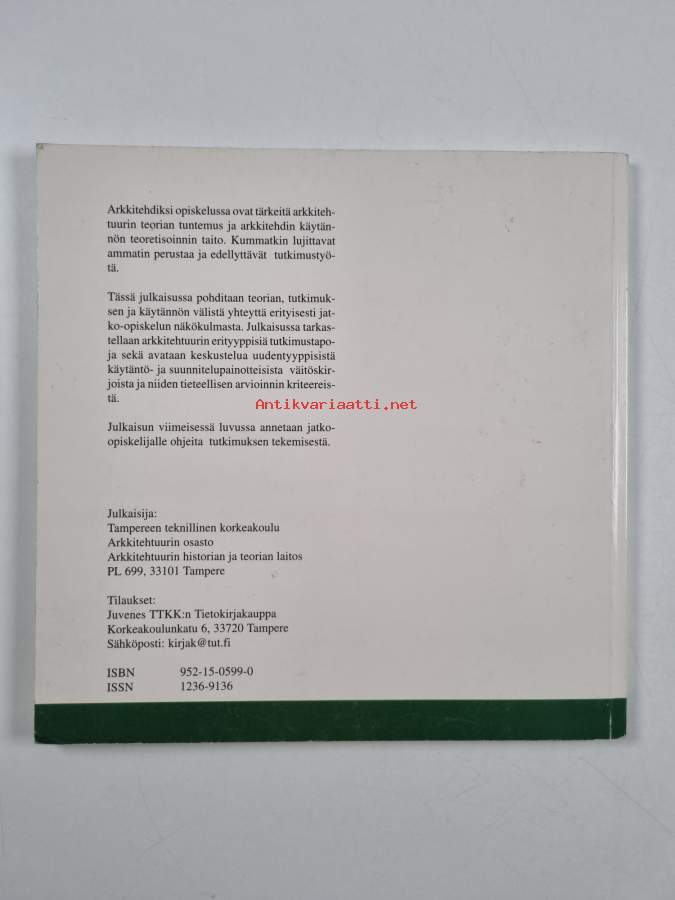 Arkkitehdiksi opiskelussa ovat tärkeitä arkkiteh-
tuurin teorian tuntemus ja arkkitehdin käytän-
nön teoretisoinnin taito. Kummatkin lujittavat
ammatin perustaa ja edellyttävät tutkimustyö-
tä.
Tässä julkaisussa pohditaan teorian, tutkimuk-
sen ja käytännön välistä yhteyttä erityisesti jat-
ko-opiskelun näkökulmasta. Julkaisussa tarkas-
tellaan arkkitehtuurin erityyppisiä tutkimustapo-
ja sekä avataan keskustelua uudentyyppisistä
käytäntö- ja suunnitelupainotteisista väitöskir-
joista ja niiden tieteellisen arvioinnin kriteereis-
tä.
Antikvariaatti.net
Julkaisun viimeisessä luvussa annetaan jatko-
opiskelijalle ohjeita tutkimuksen tekemisestä.
Julkaisija:
Tampereen teknillinen korkeakoulu
Arkkitehtuurin osasto
Arkkitehtuurin historian ja teorian laitos
PL 699, 33101 Tampere
Tilaukset:
Juvenes TTKK:n Tietokirjakauppa
Korkeakoulunkatu 6, 33720 Tampere
Sähköposti: kirjak@tut.fi
ISBN 952-15-0599-0
ISSN 1236-9136